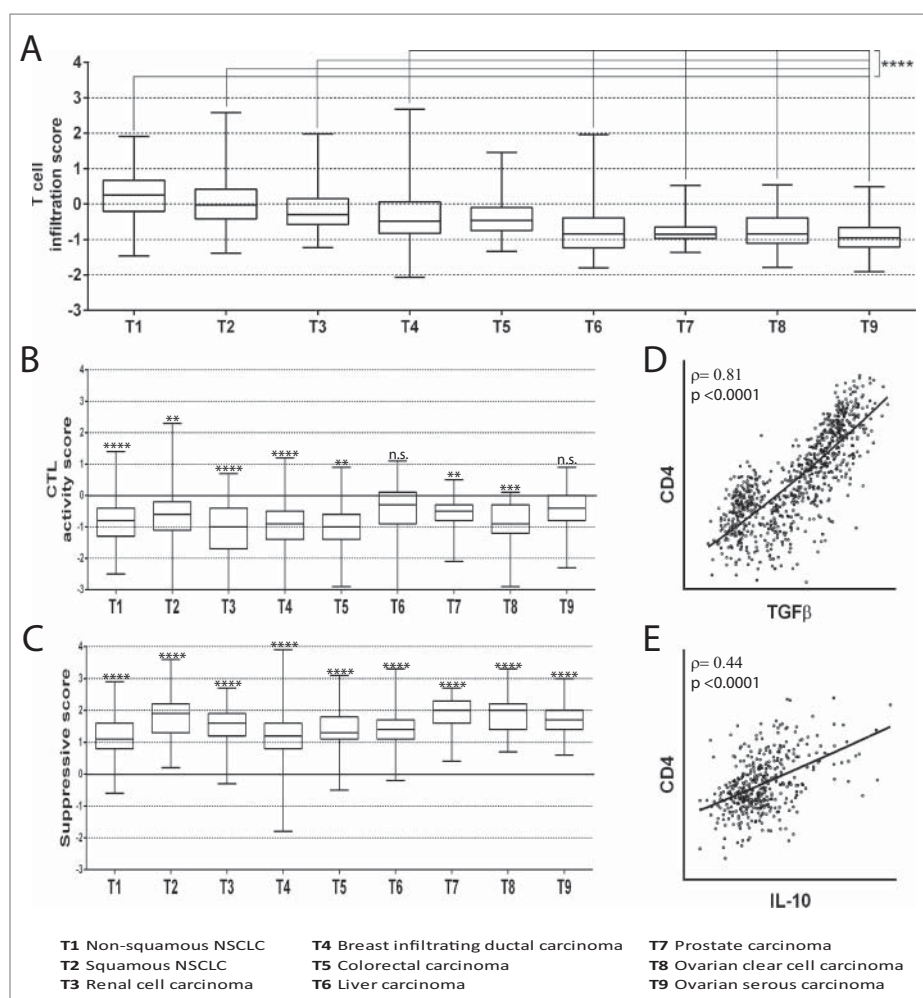 A
T cell
infiltration score
4
3
2
1
0
-1
-2
-3
****
T1 T2 T3 T4 T5 T6 T7 T8 T9
B
CTL
activity score
4
3
2
1
0
-1
-2
-3
**** ** **** **** ** n.s. ** *** n.s.
T1 T2 T3 T4 T5 T6 T7 T8 T9
C
Suppressive score
4
3
2
1
0
-1
-2
-3
**** **** **** **** **** **** **** **** ****
T1 T2 T3 T4 T5 T6 T7 T8 T9
D
ρ= 0.81
p <0.0001
CD4
TGFβ
E
ρ= 0.44
p <0.0001
CD4
IL-10
T1 Non-squamous NSCLC
T2 Squamous NSCLC
T3 Renal cell carcinoma
T4 Breast infiltrating ductal carcinoma
T5 Colorectal carcinoma
T6 Liver carcinoma
T7 Prostate carcinoma
T8 Ovarian clear cell carcinoma
T9 Ovarian serous carcinoma